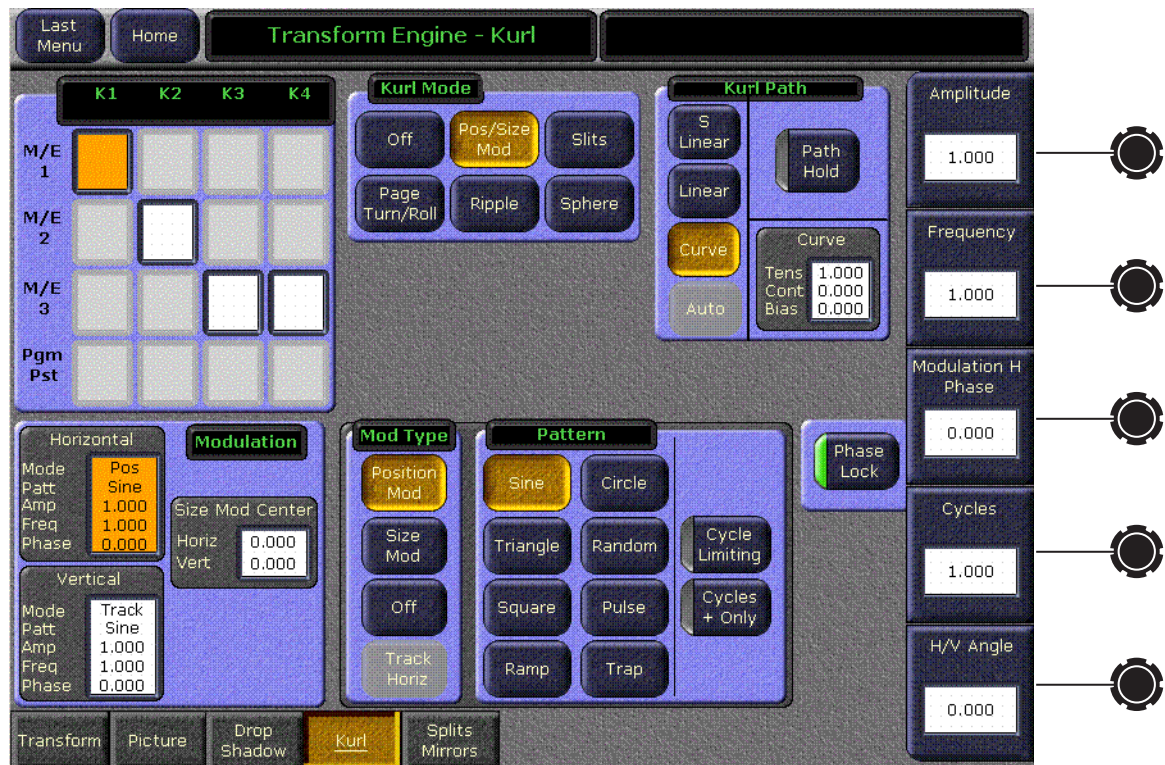 Last
Menu
Home
Transform Engine - Kurl
K1 K2 K3 K4
M/E
1
M/E
2
M/E
3
Pgm
Pst
Kurl Mode
Off
Pos/Size
Mod
Slits
Page
Turn/Roll
Ripple
Sphere
Kurl Path
S
Linear
Linear
Curve
Auto
Path
Hold
Curve
Tens 1.000
Cont 0.000
Bias 0.000
Amplitude
1.000
Frequency
1.000
Modulation H
Phase
0.000
Cycles
1.000
H/V Angle
0.000
Modulation
Horizontal
Mode Pos
Patt Sine
Amp 1.000
Freq 1.000
Phase 0.000
Vertical
Mode Track
Patt Sine
Amp 1.000
Freq 1.000
Phase 0.000
Size Mod Center
Horiz 0.000
Vert 0.000
Mod Type
Position
Mod
Size
Mod
Off
Track
Horiz
Pattern
Sine
Circle
Triangle
Random
Square
Pulse
Ramp
Trap
Cycle
Limiting
Cycles
+ Only
Phase
Lock
Transform
Picture
Drop
Shadow
Kurl
Splits
Mirrors